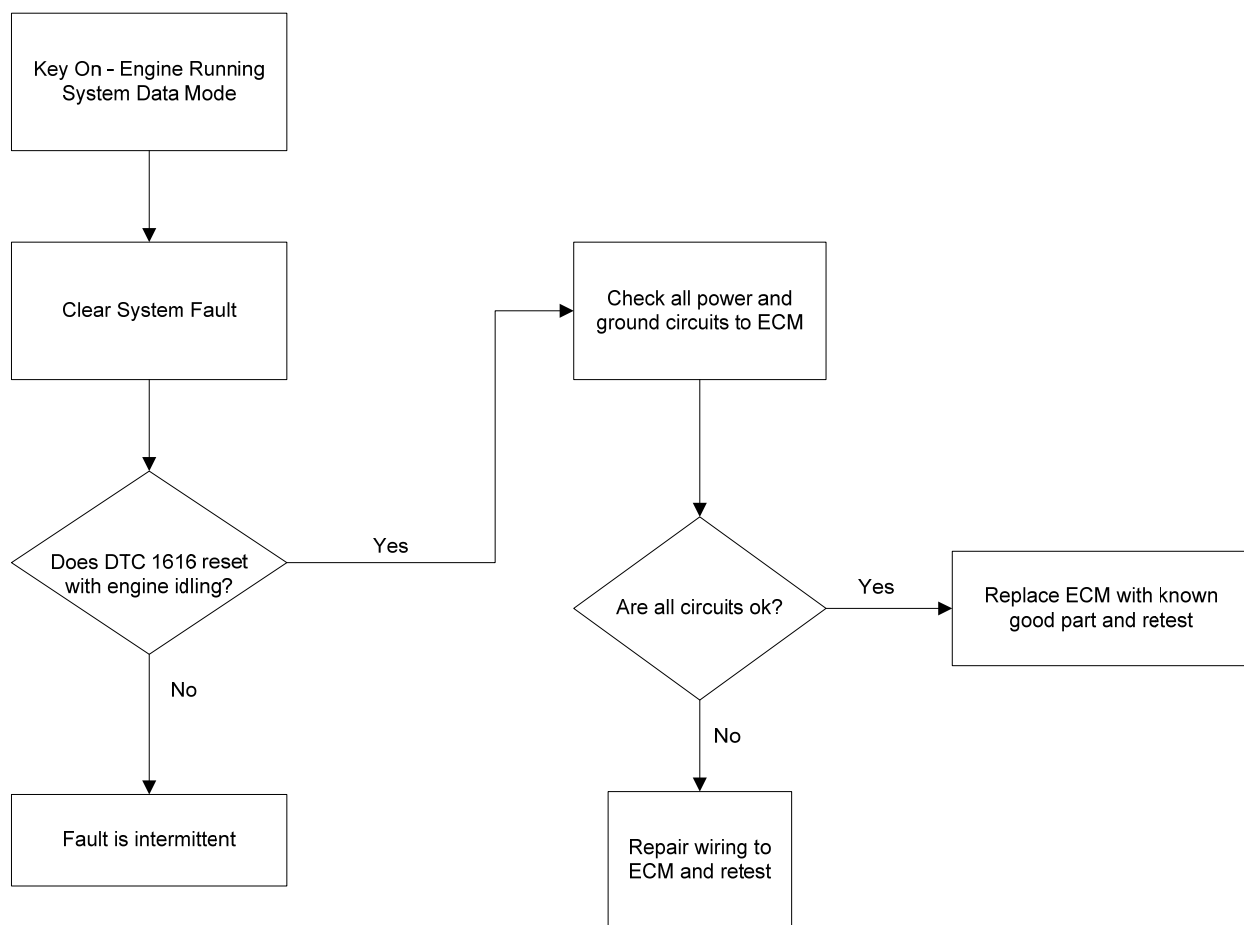 Key On - Engine Running
System Data Mode
Clear System Fault
Does DTC 1616 reset
with engine idling?
Yes
No
Fault is intermittent
Check all power and
ground circuits to ECM
Are all circuits ok?
Yes
Replace ECM with known
good part and retest
No
Repair wiring to
ECM and retest